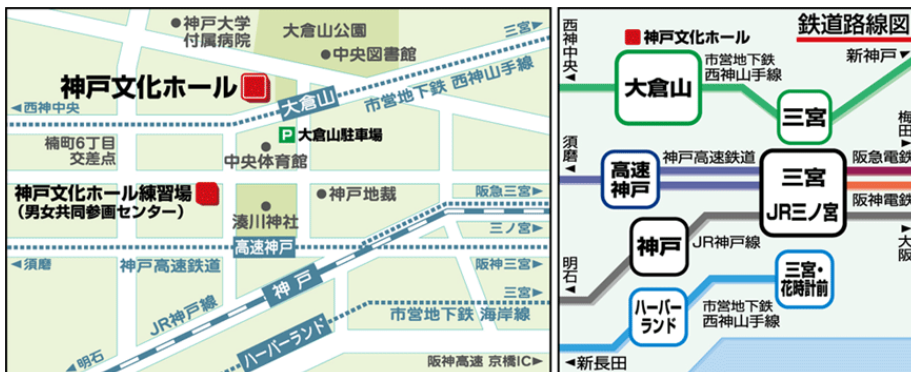 神戸大学
付属病院
大倉山公園
三宮►
中央図書館
神戸文化ホール
大倉山
市営地下鉄 西神山手線
◄西神中央
P 大倉山駐車場
楠町6丁目
交差点
中央体育館
神戸文化ホール練習場
(男女共同参画センター)
神戸地裁
阪急三宮►
湊川神社
三ノ宮►
高速神戸
◄須磨
神戸高速鉄道
阪神三宮►
神戸
三宮►
JR神戸線
市営地下鉄 海岸線
ハーバーランド
◄明石
阪神高速 京橋IC►
鉄道路線図
西神中央
神戸文化ホール
新神戸
市営地下鉄
西神山手線
大倉山
三宮
梅田
須磨
神戸高速鉄道
阪急電鉄
高速
神戸
三宮
JR三ノ宮
阪神電鉄
神戸
JR神戸線
大阪
明石
三宮・
花時計前
ハーバー
ランド
市営地下鉄
西神山手線
◄新長田